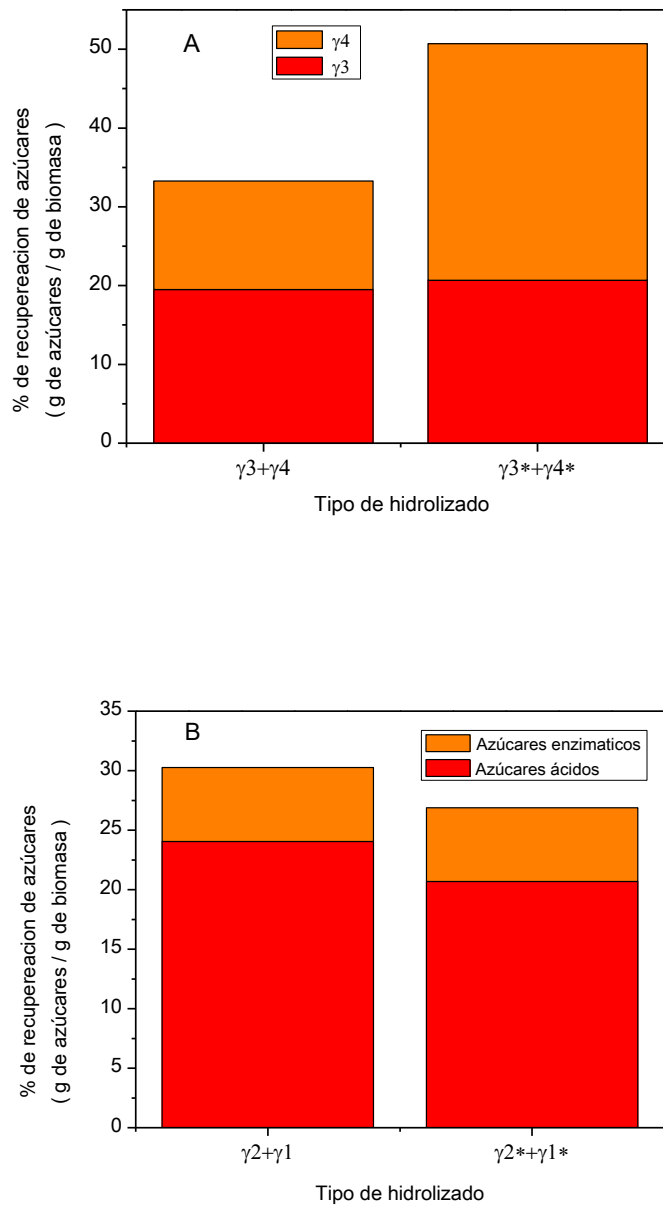 A
γ4
γ3
50
40
30
20
10
0
% de recupereacion de azúcares
( g de azúcares / g de biomasa )
γ3+γ4
γ3*+γ4*
Tipo de hidrolizado
B
Azúcares enzimaticos
Azúcares ácidos
35
30
25
20
15
10
5
0
% de recupereacion de azúcares
( g de azúcares / g de biomasa )
γ2+γ1
γ2*+γ1*
Tipo de hidrolizado